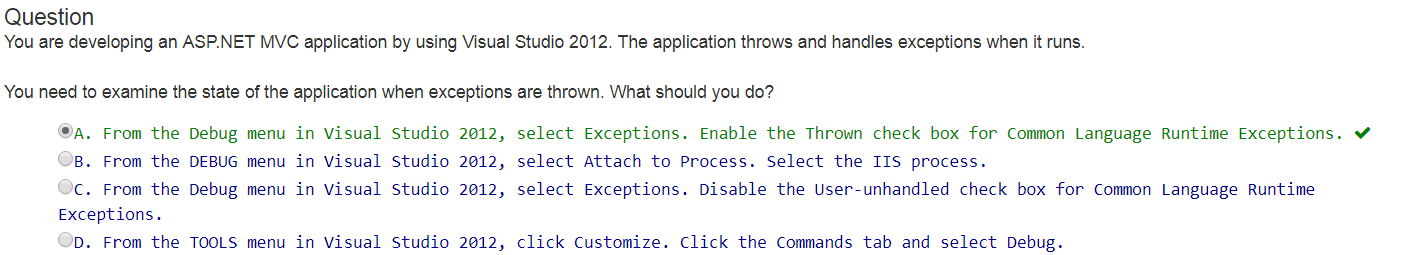 Question
You are developing an ASP.NET MVC application by using Visual Studio 2012. The application throws and handles exceptions when it runs.
You need to examine the state of the application when exceptions are thrown. What should you do?
A. From the Debug menu in Visual Studio 2012, select Exceptions. Enable the Thrown check box for Common Language Runtime Exceptions.
B. From the DEBUG menu in Visual Studio 2012, select Attach to Process. Select the IIS process.
C. From the Debug menu in Visual Studio 2012, select Exceptions. Disable the User-unhandled check box for Common Language Runtime
Exceptions.
D. From the TOOLS menu in Visual Studio 2012, click Customize. Click the Commands tab and select Debug.